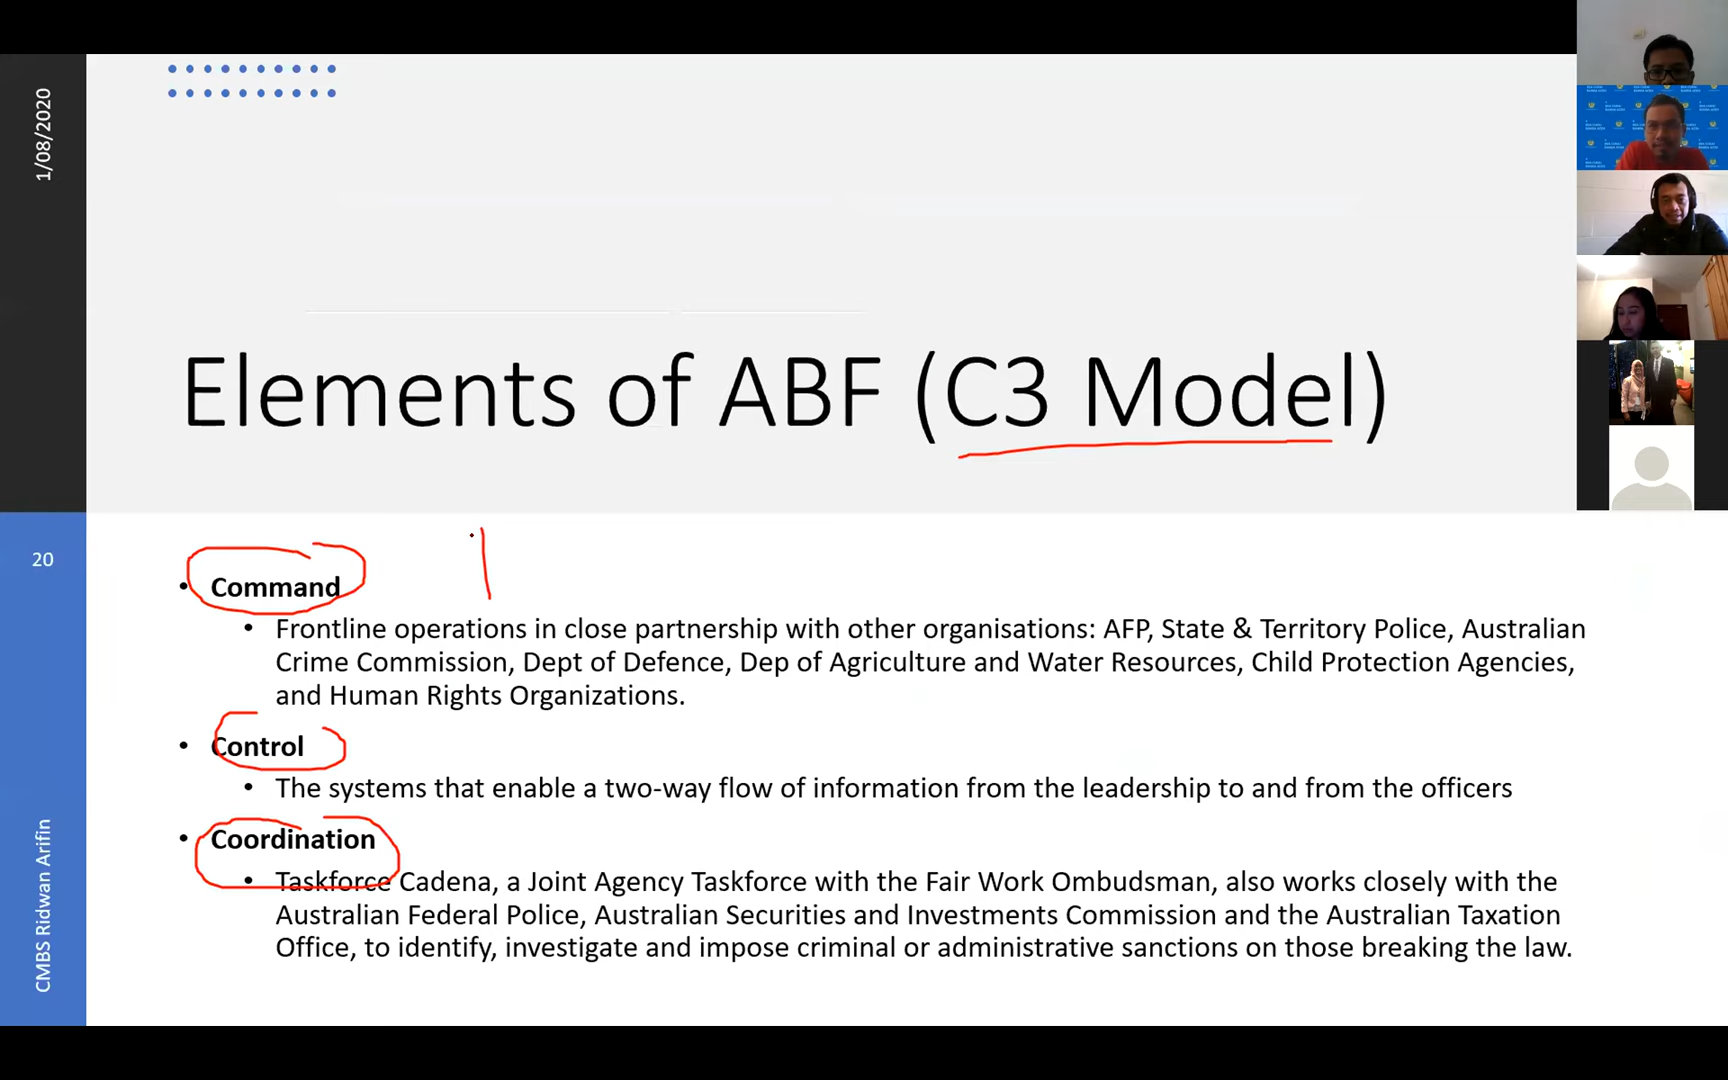 1/08/2020
Elements of ABF (C3 Model)
20
• Command
• Frontline operations in close partnership with other organisations: AFP, State & Territory Police, Australian
Crime Commission, Dept of Defence, Dep of Agriculture and Water Resources, Child Protection Agencies,
and Human Rights Organizations.
• Control
• The systems that enable a two-way flow of information from the leadership to and from the officers
• Coordination
• Taskforce Cadena, a Joint Agency Taskforce with the Fair Work Ombudsman, also works closely with the
Australian Federal Police, Australian Securities and Investments Commission and the Australian Taxation
Office, to identify, investigate and impose criminal or administrative sanctions on those breaking the law.
CMBS Ridwan Arifin